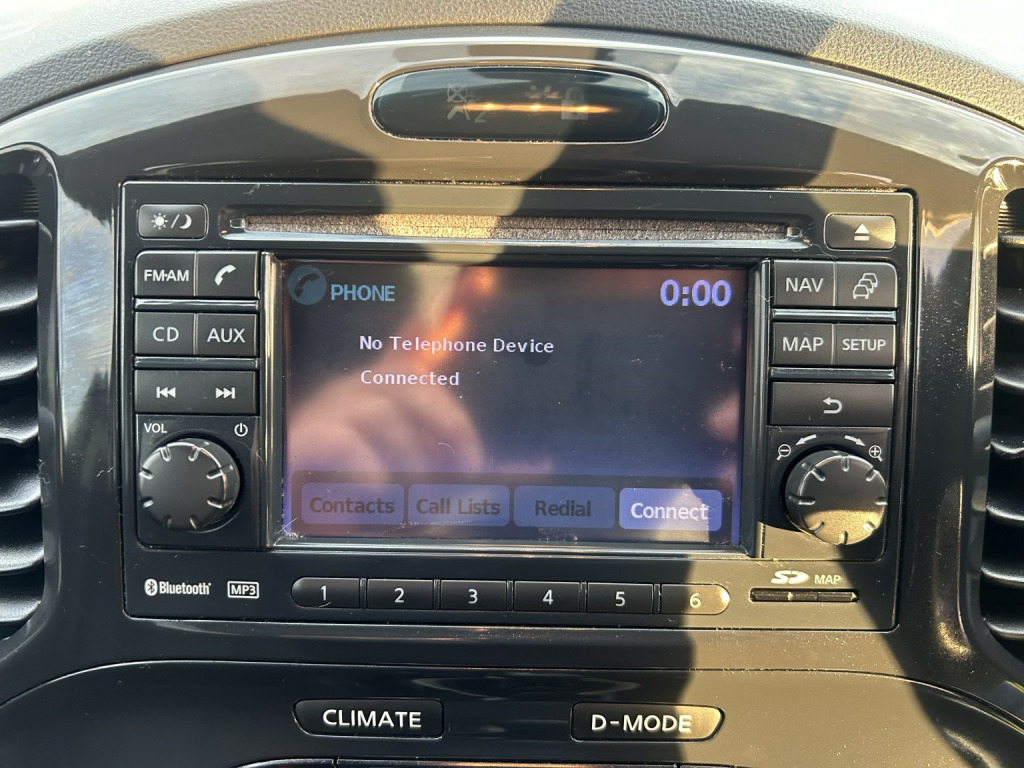 FM·AM
CD
AUX
VOL
PHONE
0:00
No Telephone Device
Connected
Contacts
Call Lists
Redial
Connect
NAV
MAP
SETUP
Bluetooth
MP3
1
2
3
4
5
6
SD
MAP
CLIMATE
D-MODE